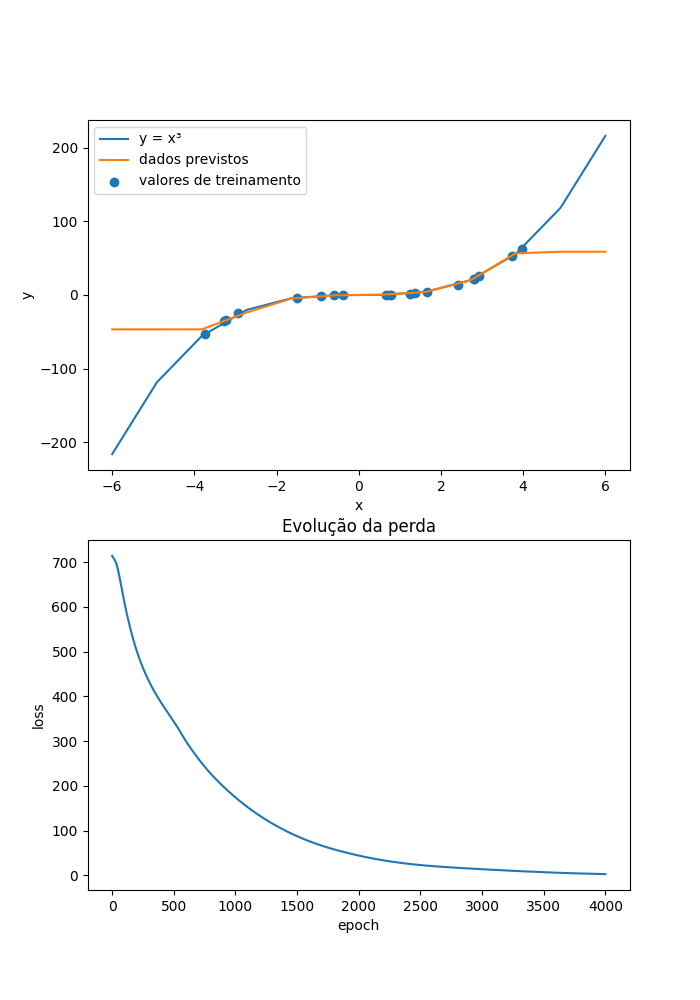 y = x³
dados previstos
valores de treinamento
200
100
0
−100
−200
y
−6 −4 −2 0 2 4 6
x
Evolução da perda
700
600
500
400
300
200
100
0
loss
0 500 1000 1500 2000 2500 3000 3500 4000
epoch